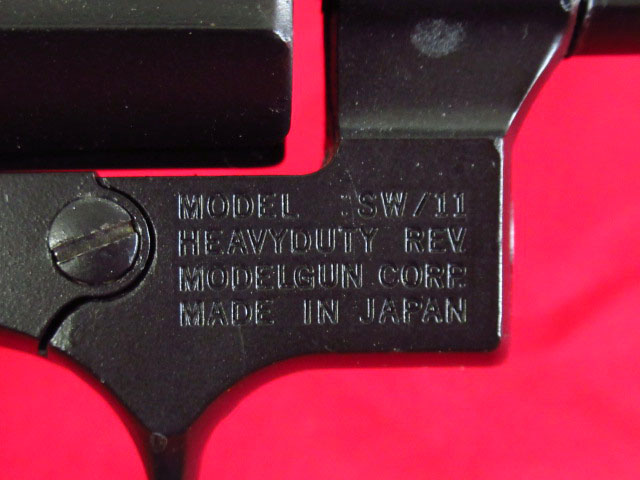 MODEL :SW/11
HEAVYDUTY REV.
MODELGUN CORP.
MADE IN JAPAN